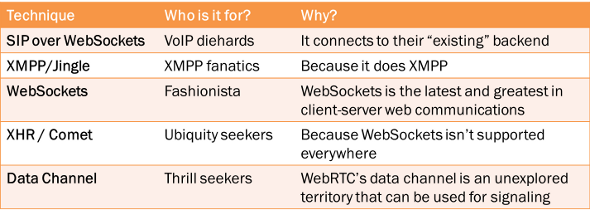 Technique Who is it for? Why?
SIP over WebSockets VoIP diehards It connects to their “existing” backend
XMPP/Jingle XMPP fanatics Because it does XMPP
WebSockets Fashionista WebSockets is the latest and greatest in
client-server web communications
XHR / Comet Ubiquity seekers Because WebSockets isn’t supported
everywhere
Data Channel Thrill seekers WebRTC’s data channel is an unexplored
territory that can be used for signaling